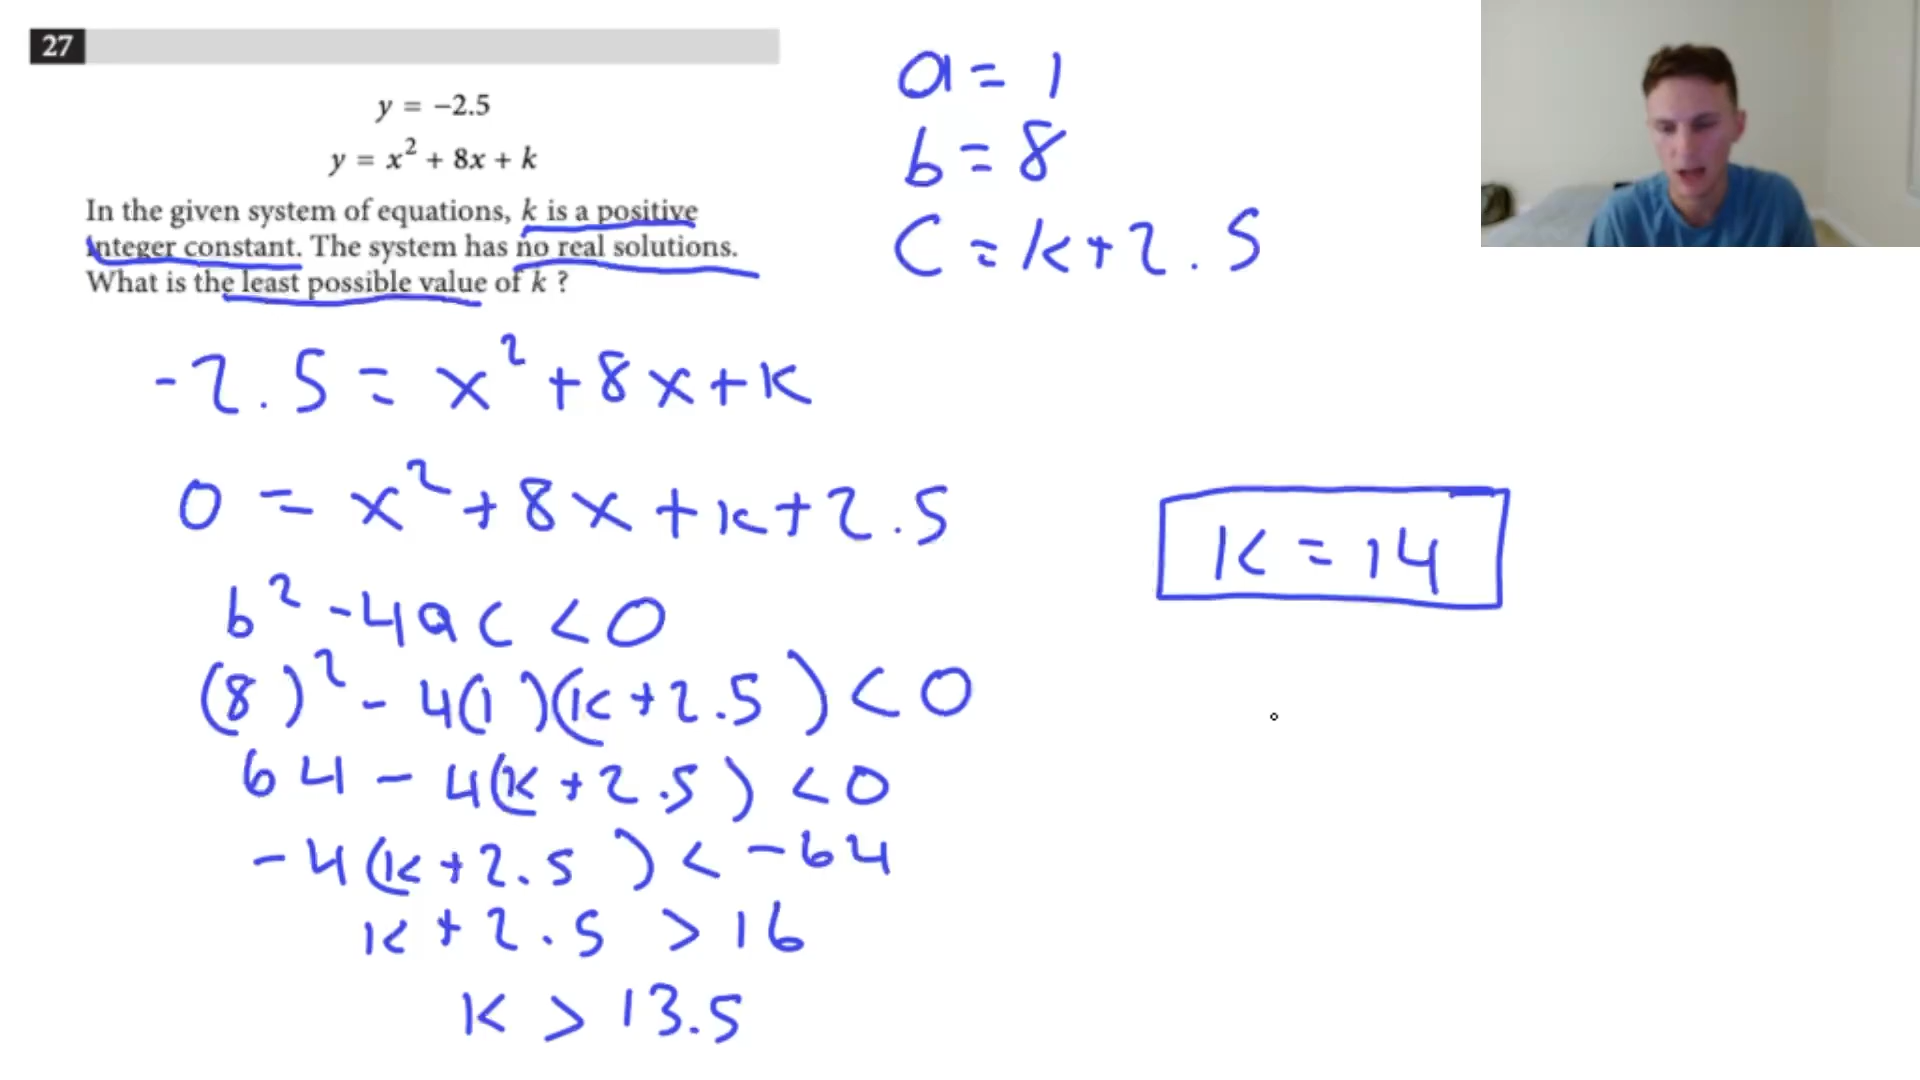 27
y = −2.5
y = x² + 8x + k
In the given system of equations, k is a positive
integer constant. The system has no real solutions.
What is the least possible value of k ?
a = 1
b = 8
c = k + 2.5
-2.5 = x² + 8x + k
0 = x² + 8x + k + 2.5
b² - 4ac < 0
(8)² - 4(1)(k + 2.5) < 0
64 - 4(k + 2.5) < 0
-4(k + 2.5) < -64
k + 2.5 > 16
k > 13.5
k = 14